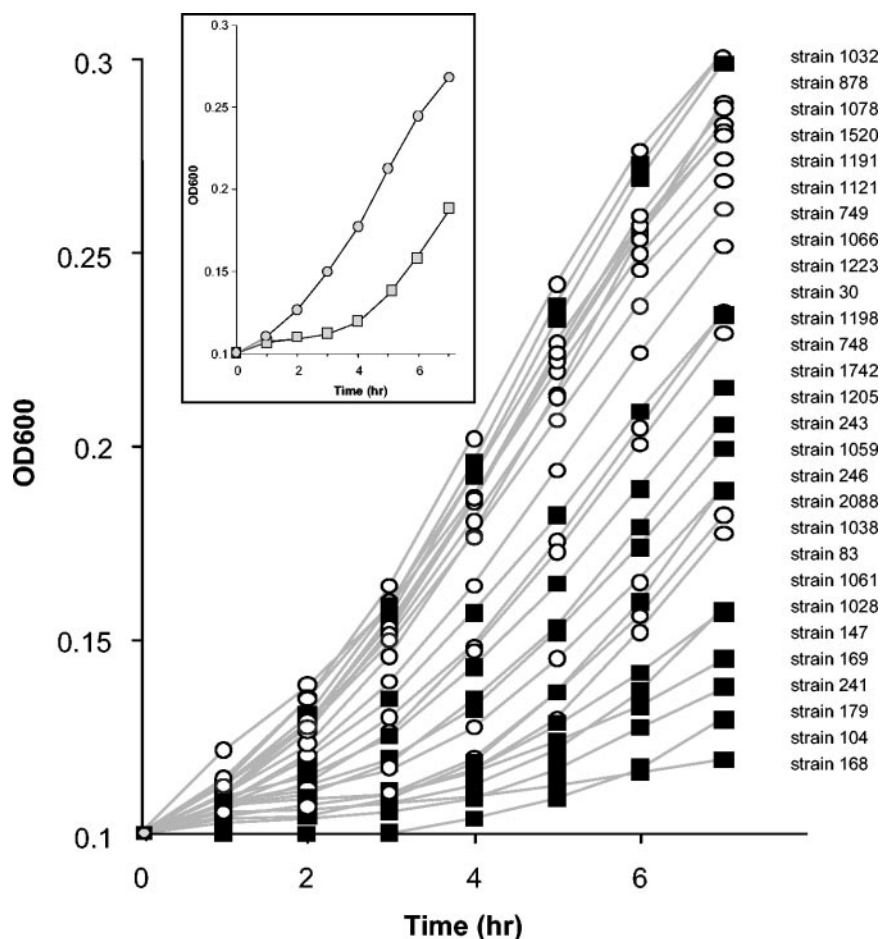 0.3
0.25
0.2
0.15
0.1
OD600
0
2
4
6
Time (hr)
0.3
0.25
0.2
0.15
0.1
OD600
0
2
4
6
Time (hr)
strain 1032
strain 878
strain 1078
strain 1520
strain 1191
strain 1121
strain 749
strain 1066
strain 1223
strain 30
strain 1198
strain 748
strain 1742
strain 1205
strain 243
strain 1059
strain 246
strain 2088
strain 1038
strain 83
strain 1061
strain 1028
strain 147
strain 169
strain 241
strain 179
strain 104
strain 168